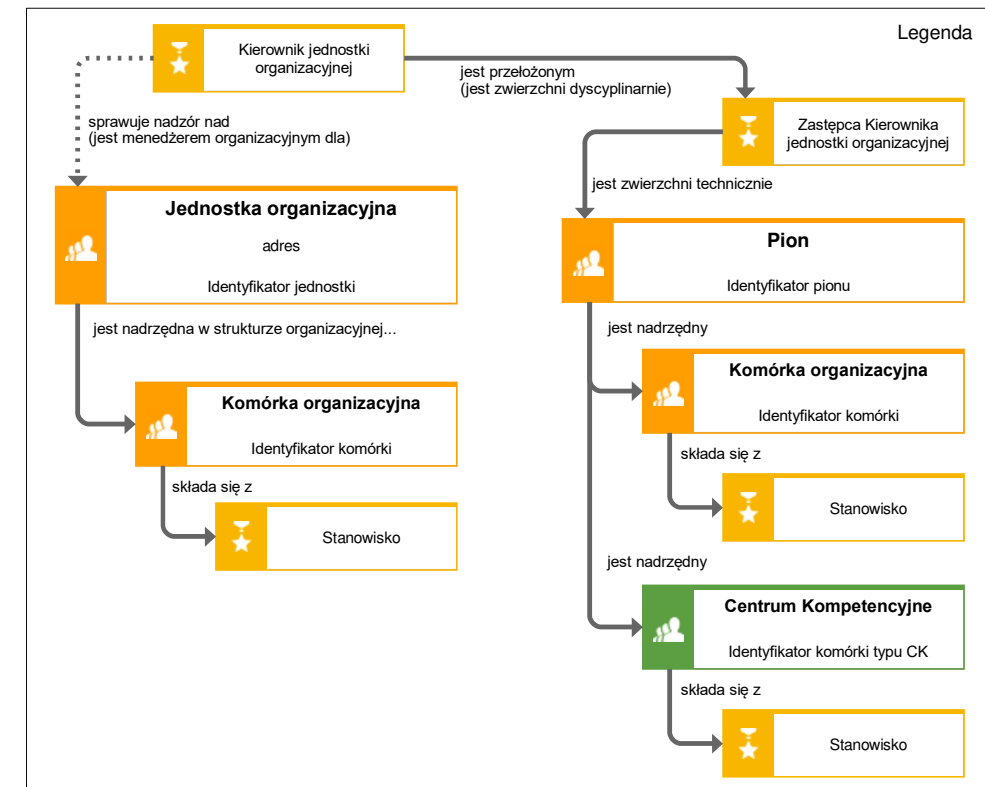 Legenda
Kierownik jednostki
organizacyjnej
jest przełożonym
(jest zwierzchni dyscyplinarnie)
sprawuje nadzór nad
(jest menedżerem organizacyjnym dla)
Zastępca Kierownika
jednostki organizacyjnej
jest zwierzchni technicznie
Jednostka organizacyjna
adres
Identyfikator jednostki
jest nadrzędna w strukturze organizacyjnej...
Komórka organizacyjna
Identyfikator komórki
składa się z
Stanowisko
Pion
Identyfikator pionu
jest nadrzędny
Komórka organizacyjna
Identyfikator komórki
składa się z
Stanowisko
jest nadrzędny
Centrum Kompetencyjne
Identyfikator komórki typu CK
składa się z
Stanowisko